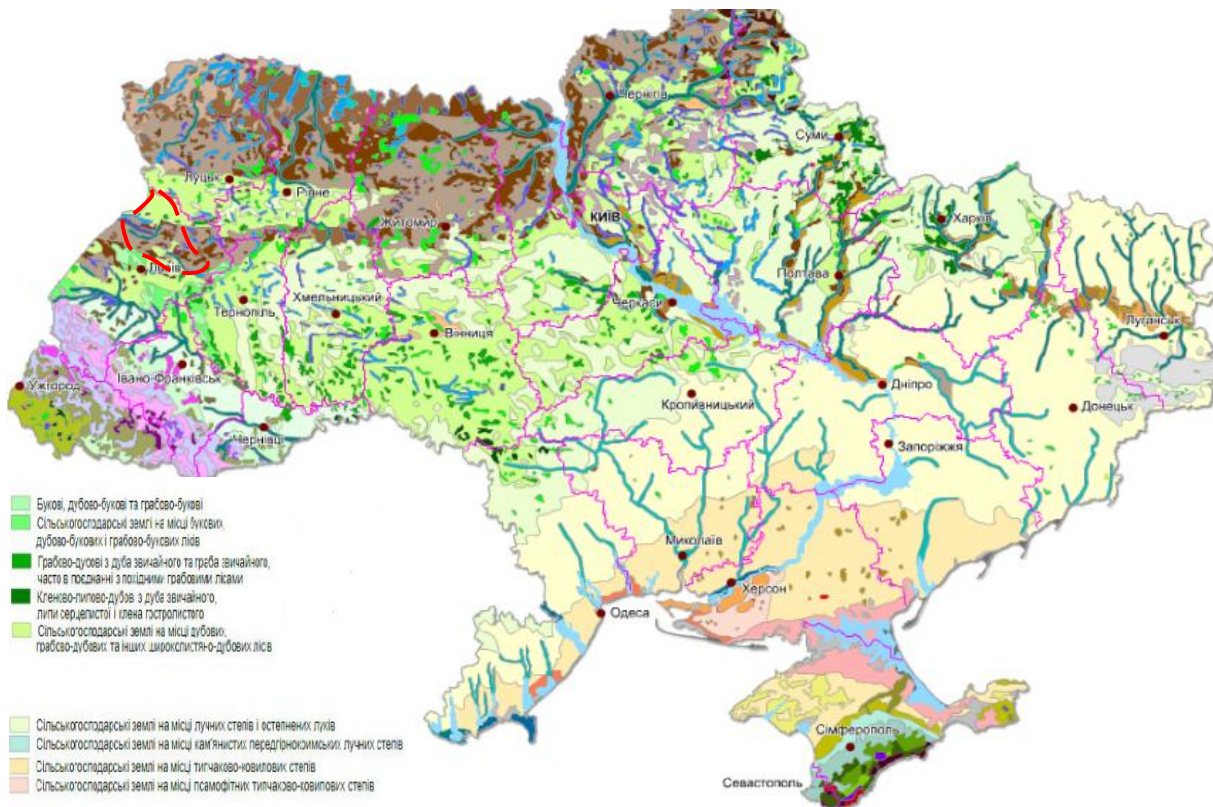 Чернігів
Суми
Луцьк
Рівне
Житомир
КИЇВ
Харків
Львів
Полтава
Хмельницький
Тернопіль
Черкаси
Вінниця
Луганськ
Івано-Франківськ
Ужгород
Дніпро
Кропивницький
Донецьк
Чернівці
Запоріжжя
Миколаїв
Херсон
Одеса
Сімферополь
Севастополь
Букові, дубово-букові та грабово-букові
Сільськогосподарські землі на місці букових,
дубово-букових і грабово-букових лісів
Грабово-дубові з дуба звичайного та граба звичайного,
часто в поєднанні з похідними грабовими лісами
Кленово-липово-дубові з дуба звичайного,
липи серцелистої і клена гостролистого
Сільськогосподарські землі на місці дубових,
грабово-дубових та інших широколистяно-дубових лісів
Сільськогосподарські землі на місці лучних степів і остепнених луків
Сільськогосподарські землі на місці кам'янистих передгірнокримських лучних степів
Сільськогосподарські землі на місці типчаково-ковилових степів
Сільськогосподарські землі на місці псамофітних типчаково-ковилових степів